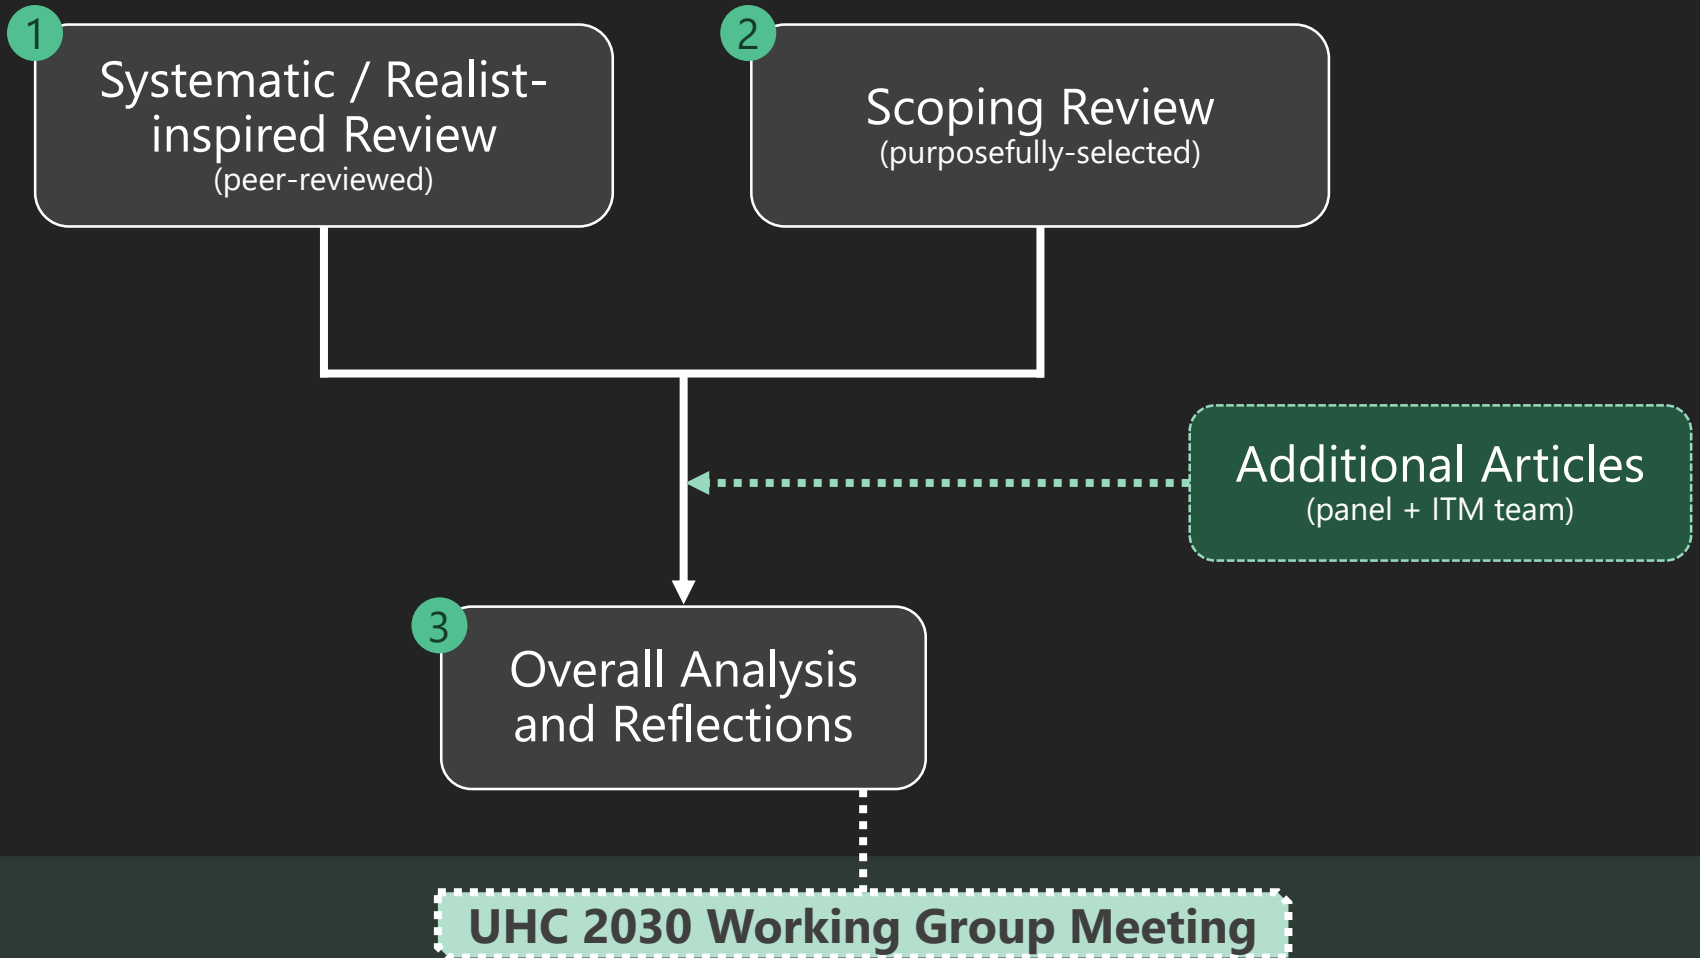 1
Systematic / Realist-
inspired Review
(peer-reviewed)
2
Scoping Review
(purposefully-selected)
Additional Articles
(panel + ITM team)
3
Overall Analysis
and Reflections
UHC 2030 Working Group Meeting